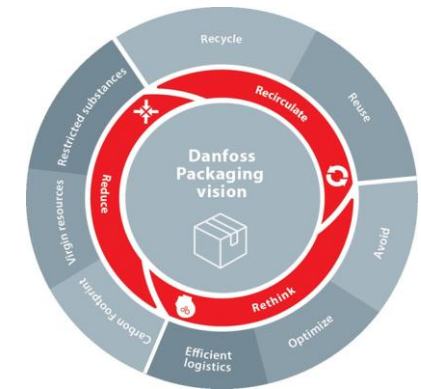 Danfoss
Packaging
vision
Recirculate
Rethink
Reduce
Recycle
Reuse
Avoid
Optimize
Efficient
logistics
Carbon Footprint
Virgin resources
Restricted substances